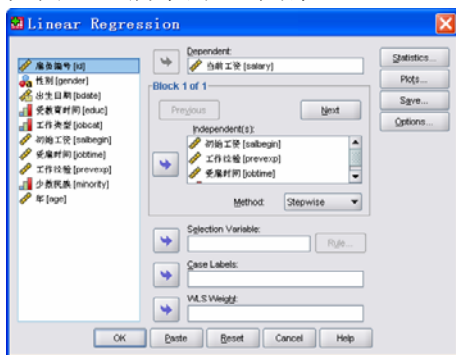 Linear Regression
雇员编号 [id]
性别 [gender]
出生日期 [bdate]
受教育时间 [educ]
工作类型 [jobcat]
初始工资 [salbegin]
受雇时间 [jobtime]
工作经验 [prevexp]
少数民族 [minority]
年 [age]
Dependent:
当前工资 [salary]
Block 1 of 1
Previous
Next
Independent(s):
初始工资 [salbegin]
工作经验 [prevexp]
受雇时间 [jobtime]
Method:
Stepwise
Selection Variable:
Rule...
Case Labels:
WLS Weight:
Statistics...
Plots...
Save...
Options...
OK
Paste
Reset
Cancel
Help